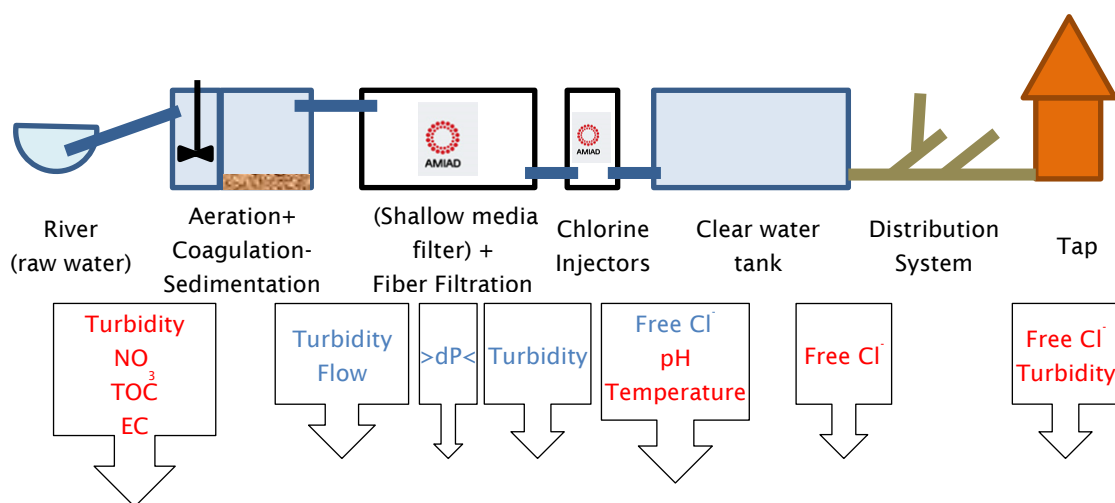 AMIAD
AMIAD
River
(raw water)
Aeration+
Coagulation-
Sedimentation
(Shallow media
filter) +
Fiber Filtration
Chlorine
Injectors
Clear water
tank
Distribution
System
Tap
Turbidity
NO3
TOC
EC
Turbidity
Flow
>dP<
Turbidity
Free Cl-
pH
Temperature
Free Cl-
Free Cl-
Turbidity